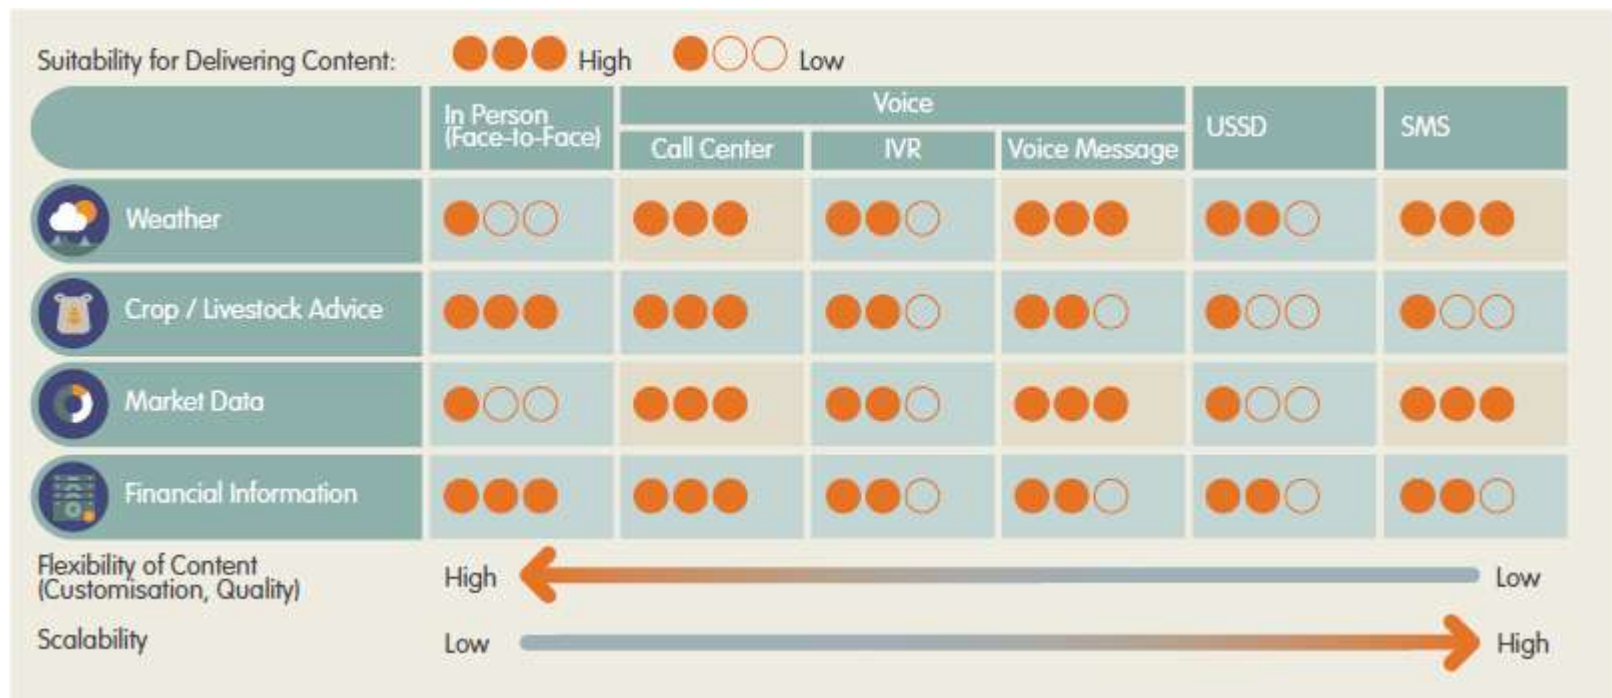 Suitability for Delivering Content: High Low
In Person
(Face-to-Face)
Voice
Call Center IVR Voice Message
USSD
SMS
Weather
Crop / Livestock Advice
Market Data
Financial Information
Flexibility of Content
(Customisation, Quality)
High Low
Scalability
Low High